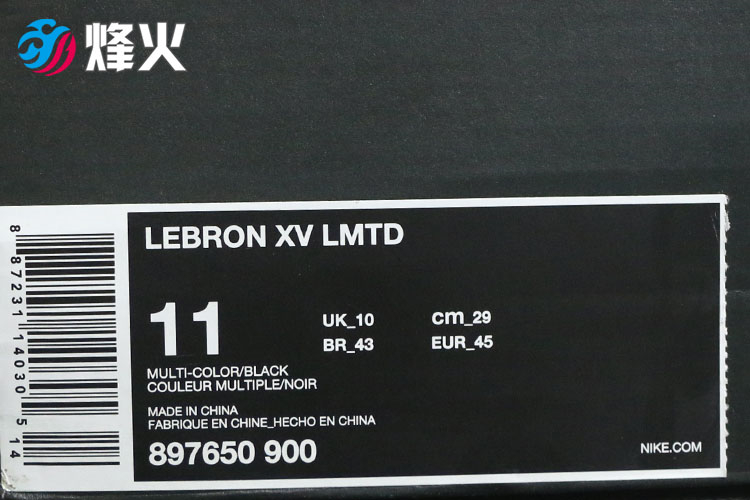 烽火
LEBRON XV LMTD
11
UK_10 cm_29
BR_43 EUR_45
MULTI-COLOR/BLACK
COULEUR MULTIPLE/NOIR
MADE IN CHINA
FABRIQUE EN CHINE_HECHO EN CHINA
897650 900
NIKE.COM
8 87231 14030 5 14